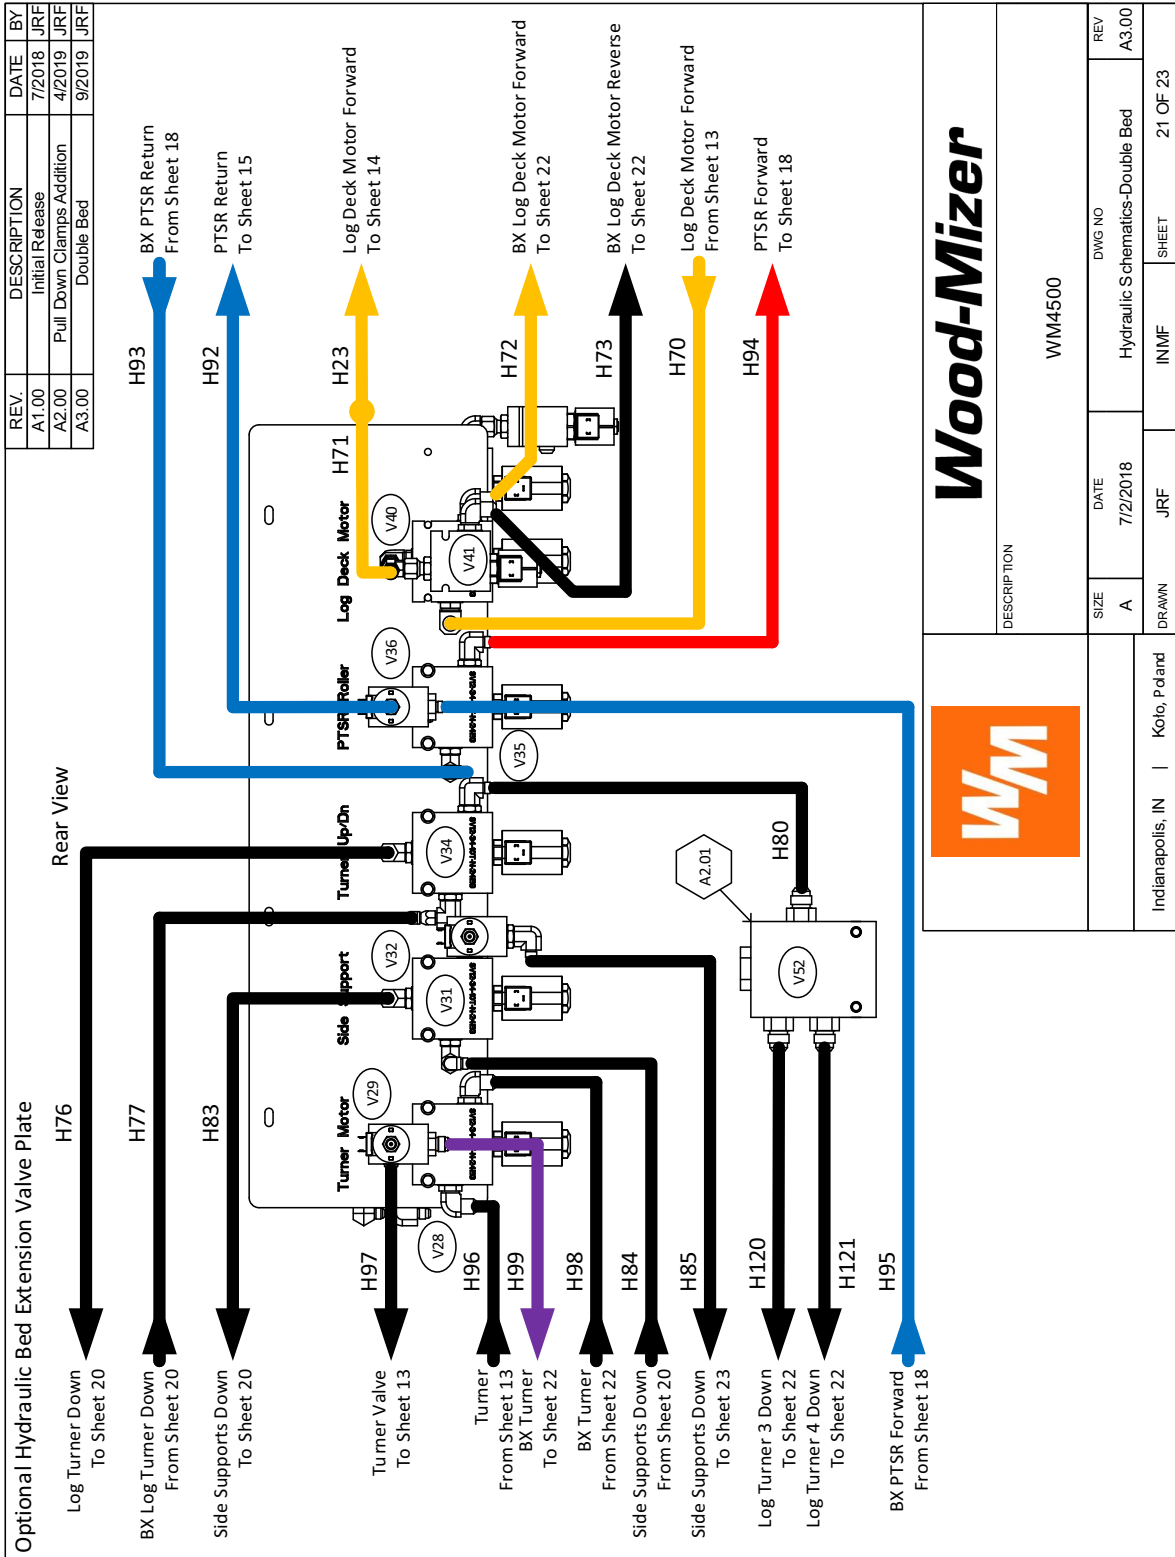 Optional Hydraulic Bed Extension Valve Plate
Rear View
REV. DESCRIPTION DATE BY
A1.00 Initial Release 7/2018 JRF
A2.00 Pull Down Clamps Addition 4/2019 JRF
A3.00 Double Bed 9/2019 JRF
Log Turner Down
To Sheet 20
H76
BX Log Turner Down
From Sheet 20
H77
Side Supports Down
To Sheet 20
H83
Turner Valve
To Sheet 13
H97
Turner
From Sheet 13
H96
BX Turner
To Sheet 22
H99
BX Turner
From Sheet 22
H98
Side Supports Down
From Sheet 20
H84
Side Supports Down
To Sheet 23
H85
Log Turner 3 Down
To Sheet 22
H120
Log Turner 4 Down
To Sheet 22
H121
BX PTSR Forward
From Sheet 18
H95
Turner Motor
Side Support
Turner Up/Dn
PTSR Roller
Log Deck Motor
V28
V29
V31
V32
V34
V35
V36
V40
V41
V52
A2.01
H80
H71
H93
BX PTSR Return
From Sheet 18
H92
PTSR Return
To Sheet 15
H23
Log Deck Motor Forward
To Sheet 14
H72
BX Log Deck Motor Forward
To Sheet 22
H73
BX Log Deck Motor Reverse
To Sheet 22
H70
Log Deck Motor Forward
From Sheet 13
H94
PTSR Forward
To Sheet 18
WM
Indianapolis, IN | Koło, Poland
Wood-Mizer
DESCRIPTION
WM4500
SIZE DATE DWG NO REV
A 7/2/2018 Hydraulic Schematics-Double Bed A3.00
DRAWN JRF INMF SHEET 21 OF 23